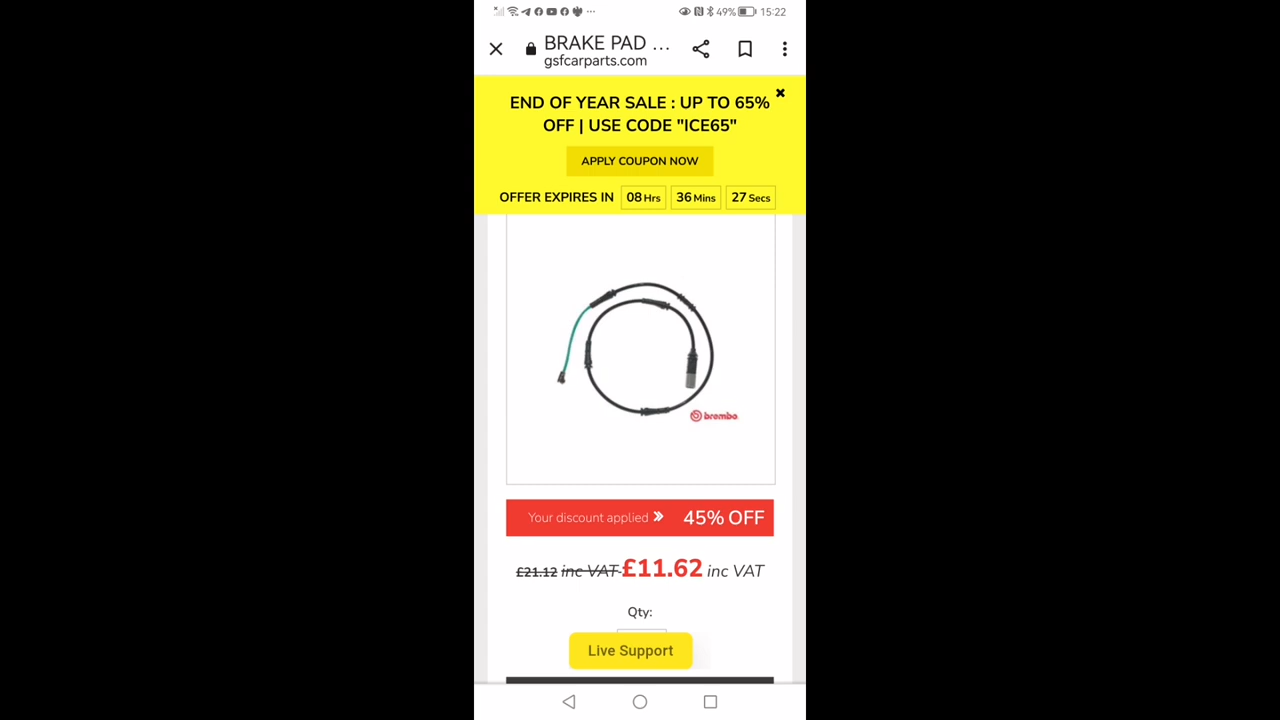 49% 15:22
BRAKE PAD ...
gsfcarparts.com
END OF YEAR SALE : UP TO 65%
OFF | USE CODE "ICE65"
APPLY COUPON NOW
OFFER EXPIRES IN 08 Hrs 36 Mins 27 Secs
brembo
Your discount applied » 45% OFF
£21.12 inc VAT £11.62 inc VAT
Qty:
Live Support